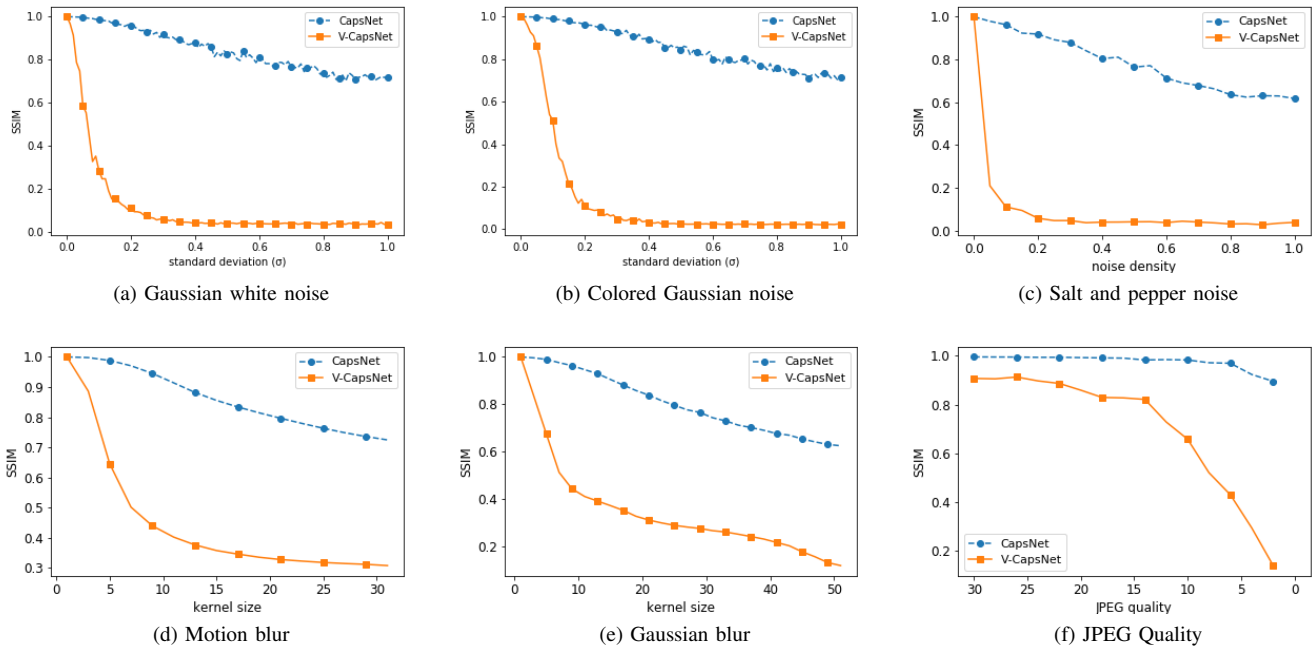 1.0
0.8
0.6
0.4
0.2
0.0
SSIM
CapsNet
V-CapsNet
0.0 0.2 0.4 0.6 0.8 1.0
standard deviation (σ)
(a) Gaussian white noise
1.0
0.8
0.6
0.4
0.2
0.0
SSIM
CapsNet
V-CapsNet
0.0 0.2 0.4 0.6 0.8 1.0
standard deviation (σ)
(b) Colored Gaussian noise
1.0
0.8
0.6
0.4
0.2
0.0
SSIM
CapsNet
V-CapsNet
0.0 0.2 0.4 0.6 0.8 1.0
noise density
(c) Salt and pepper noise
1.0
0.9
0.8
0.7
0.6
0.5
0.4
0.3
SSIM
CapsNet
V-CapsNet
0 5 10 15 20 25 30
kernel size
(d) Motion blur
1.0
0.8
0.6
0.4
0.2
SSIM
CapsNet
V-CapsNet
0 10 20 30 40 50
kernel size
(e) Gaussian blur
1.0
0.8
0.6
0.4
0.2
SSIM
CapsNet
V-CapsNet
30 25 20 15 10 5 0
JPEG quality
(f) JPEG Quality